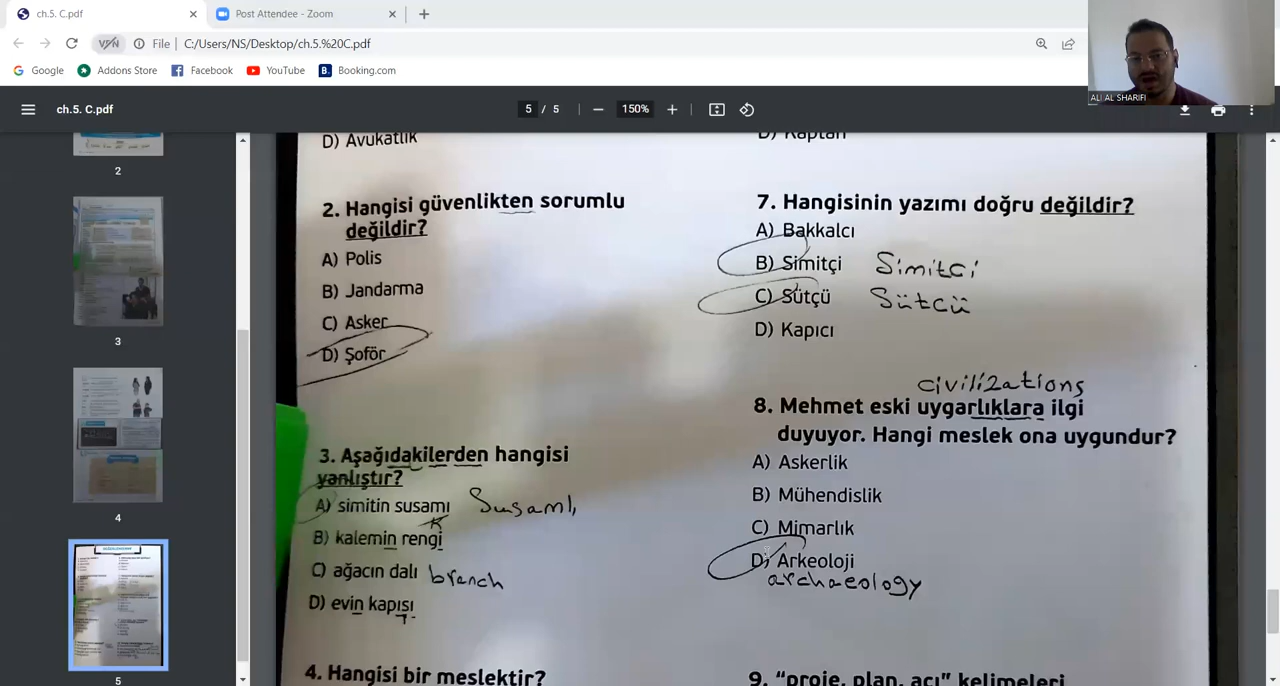 ch.5. C.pdf
Post Attendee - Zoom
VPN
File
C:/Users/NS/Desktop/ch.5.%20C.pdf
Google
Addons Store
Facebook
YouTube
B.
Booking.com
ALI AL SHARIFI
ch.5. C.pdf
5 / 5
150%
2
3
4
5
D) Avukatlık
2. Hangisi güvenlikten sorumlu
değildir?
A) Polis
B) Jandarma
C) Asker
D) Şoför
3. Aşağıdakilerden hangisi
yanlıştır?
A) simitin susamı Susamı,
B) kalemin rengi
C) ağacın dalı branch
D) evin kapısı
4. Hangisi bir meslektir?
D) Kaptan
7. Hangisinin yazımı doğru değildir?
A) Bakkalcı
B) Simitçi Simitci
C) Sütçü Sütcü
D) Kapıcı
civilizations
8. Mehmet eski uygarlıklara ilgi
duyuyor. Hangi meslek ona uygundur?
A) Askerlik
B) Mühendislik
C) Mimarlık
D) Arkeoloji
archaeology
9. "proje, plan, açı" kelimeleri